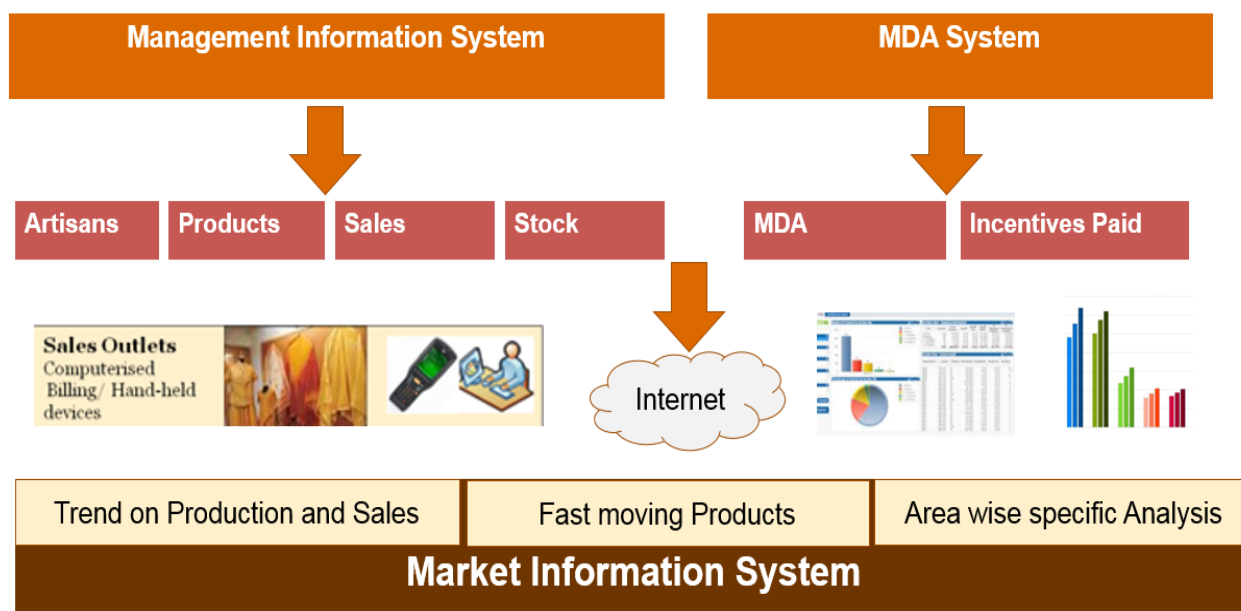 Management Information System
MDA System
Artisans
Products
Sales
Stock
MDA
Incentives Paid
Sales Outlets
Computerised
Billing/ Hand-held
devices
Internet
Trend on Production and Sales
Fast moving Products
Area wise specific Analysis
Market Information System